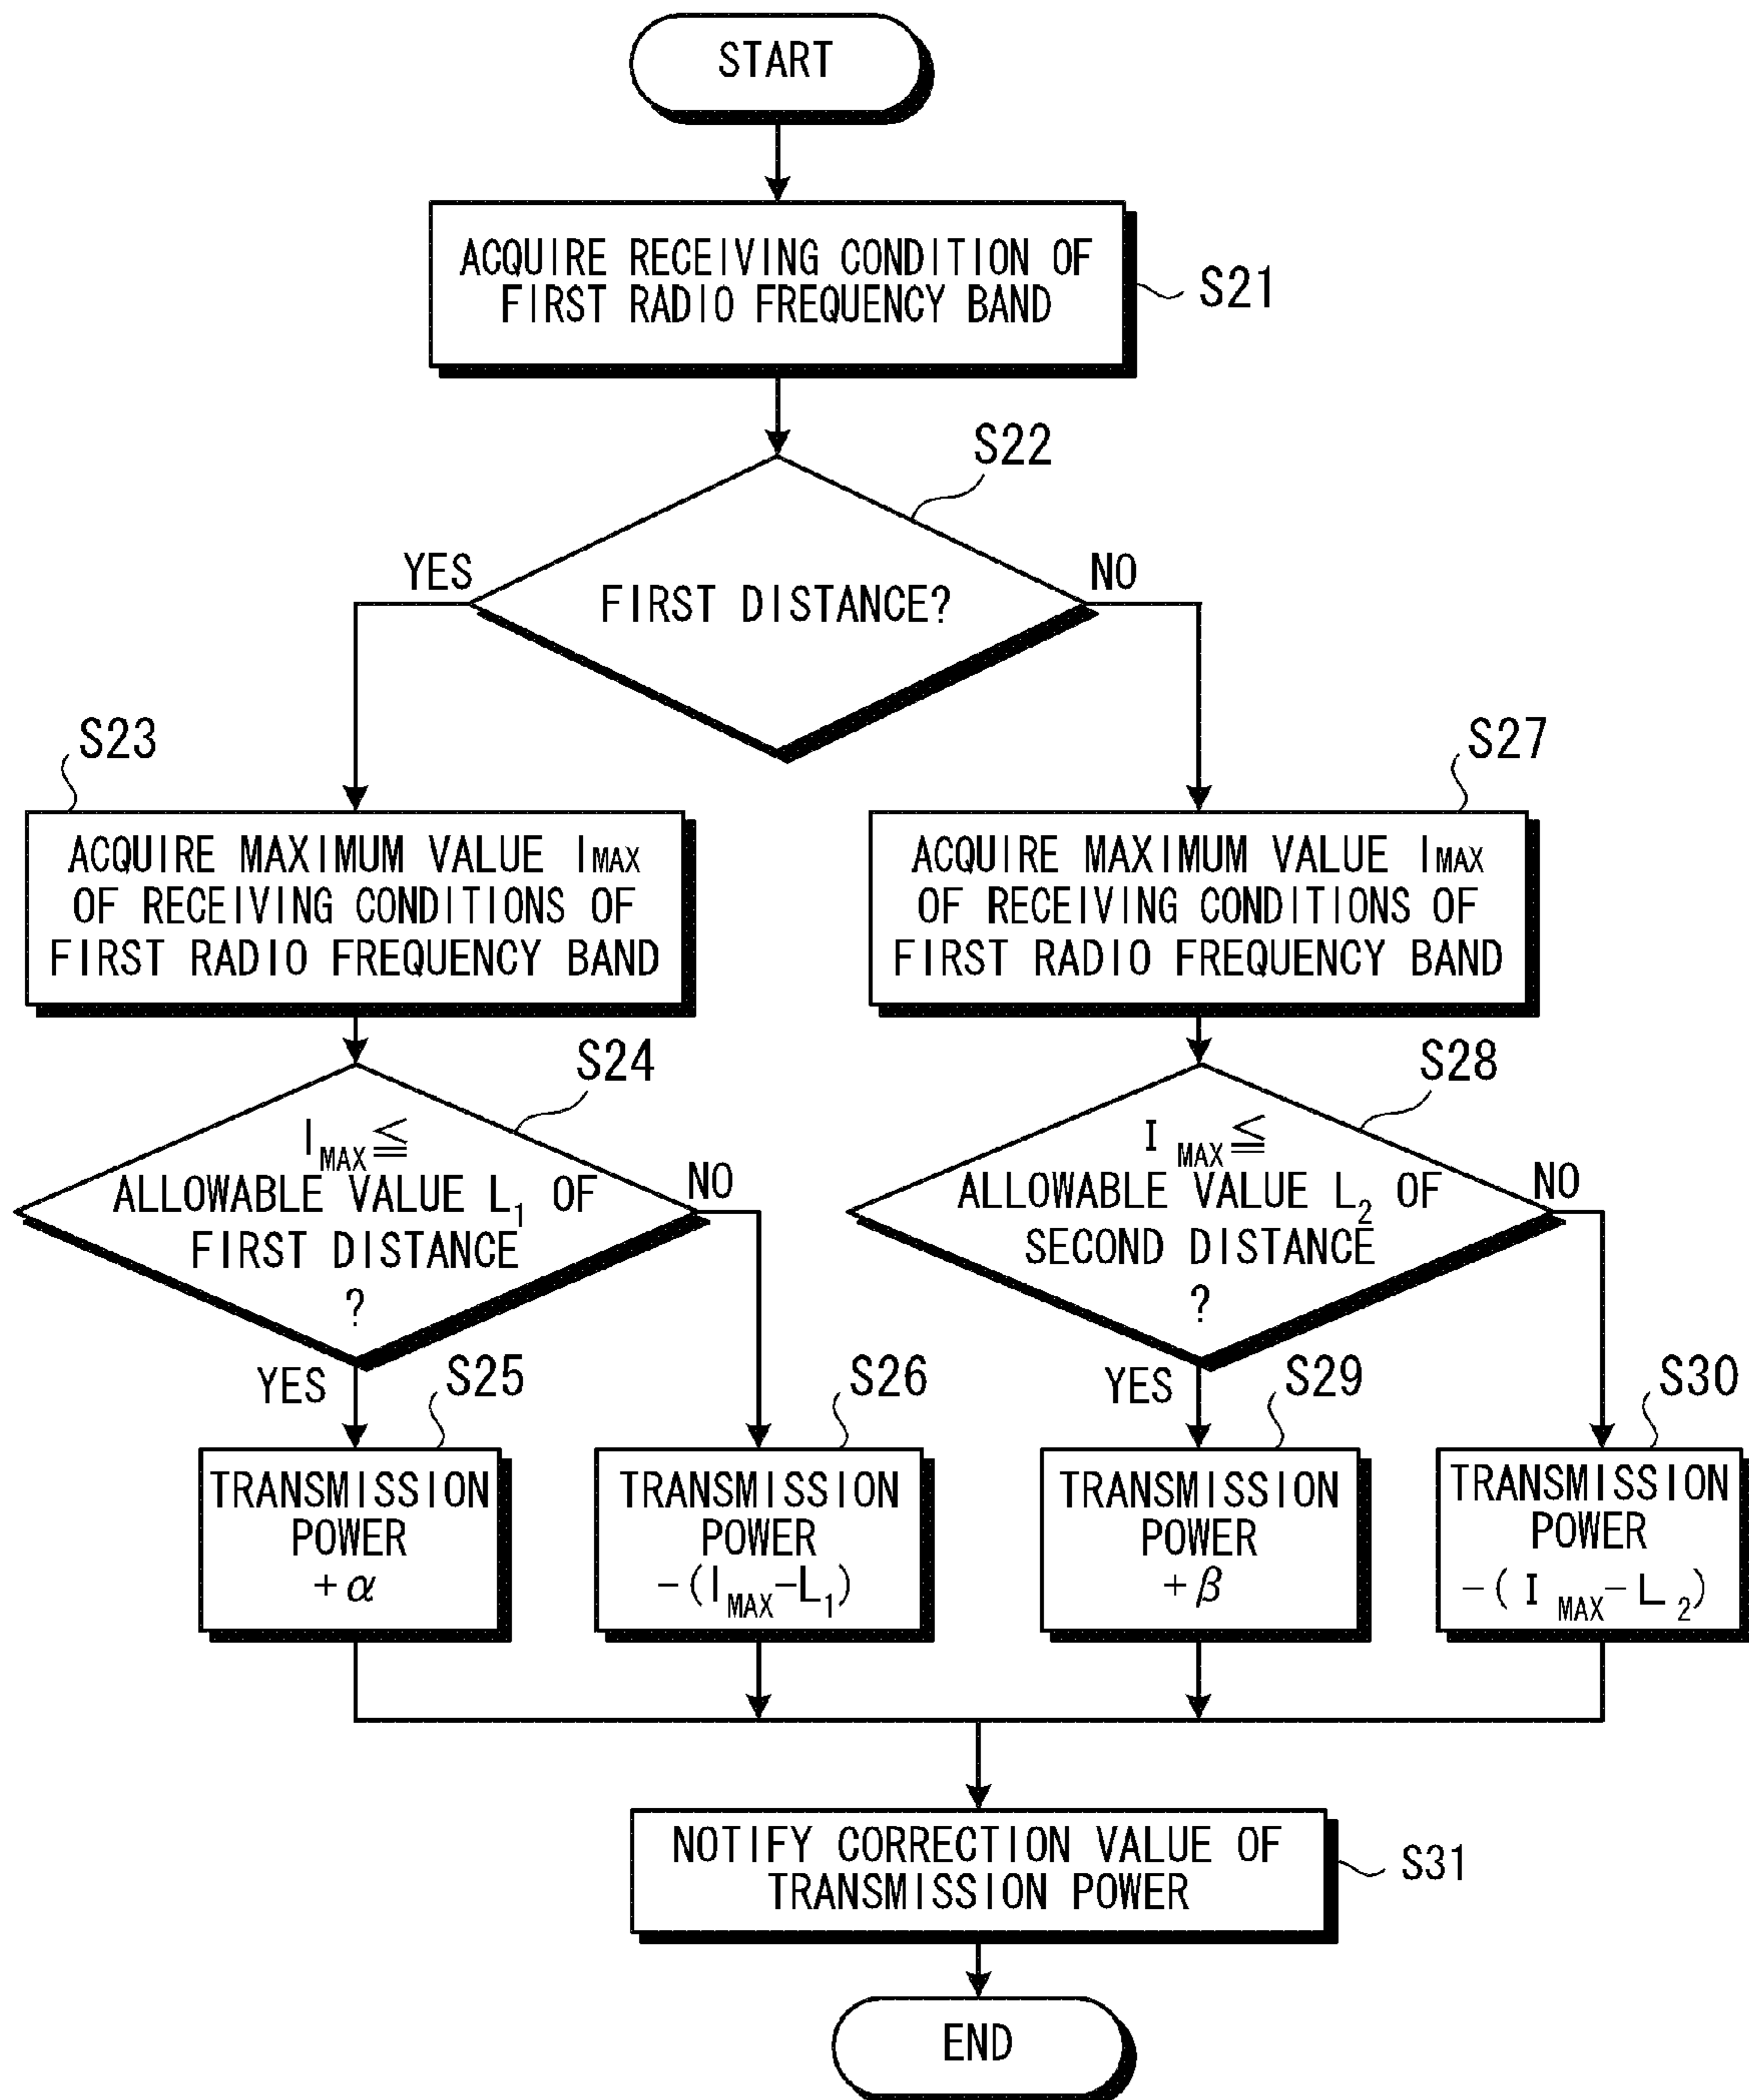 START
ACQUIRE RECEIVING CONDITION OF
FIRST RADIO FREQUENCY BAND
S21
S22
YES
NO
FIRST DISTANCE?
S23
S27
ACQUIRE MAXIMUM VALUE IMAX
OF RECEIVING CONDITIONS OF
FIRST RADIO FREQUENCY BAND
ACQUIRE MAXIMUM VALUE IMAX
OF RECEIVING CONDITIONS OF
FIRST RADIO FREQUENCY BAND
S24
S28
IMAX≦
ALLOWABLE VALUE L1 OF
FIRST DISTANCE
?
NO
IMAX≦
ALLOWABLE VALUE L2 OF
SECOND DISTANCE
?
NO
YES
S25
S26
YES
S29
S30
TRANSMISSION
POWER
+α
TRANSMISSION
POWER
-(IMAX-L1)
TRANSMISSION
POWER
+β
TRANSMISSION
POWER
-(IMAX-L2)
NOTIFY CORRECTION VALUE OF
TRANSMISSION POWER
S31
END